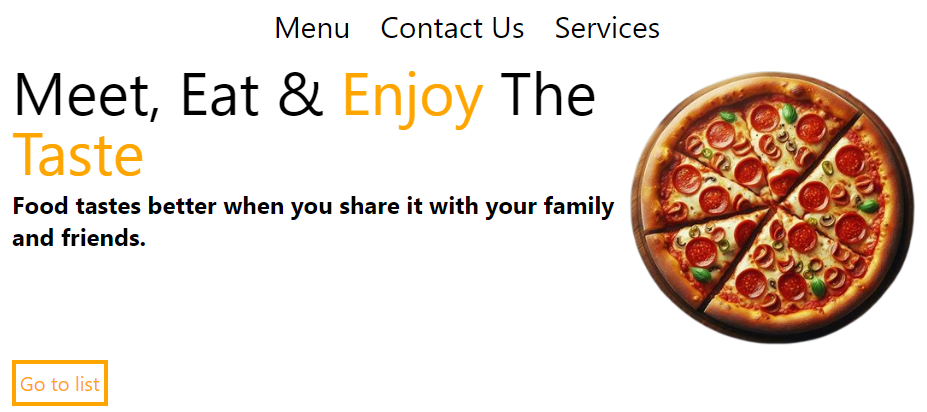 Menu Contact Us Services
Meet, Eat & Enjoy The
Taste
Food tastes better when you share it with your family
and friends.
Go to list